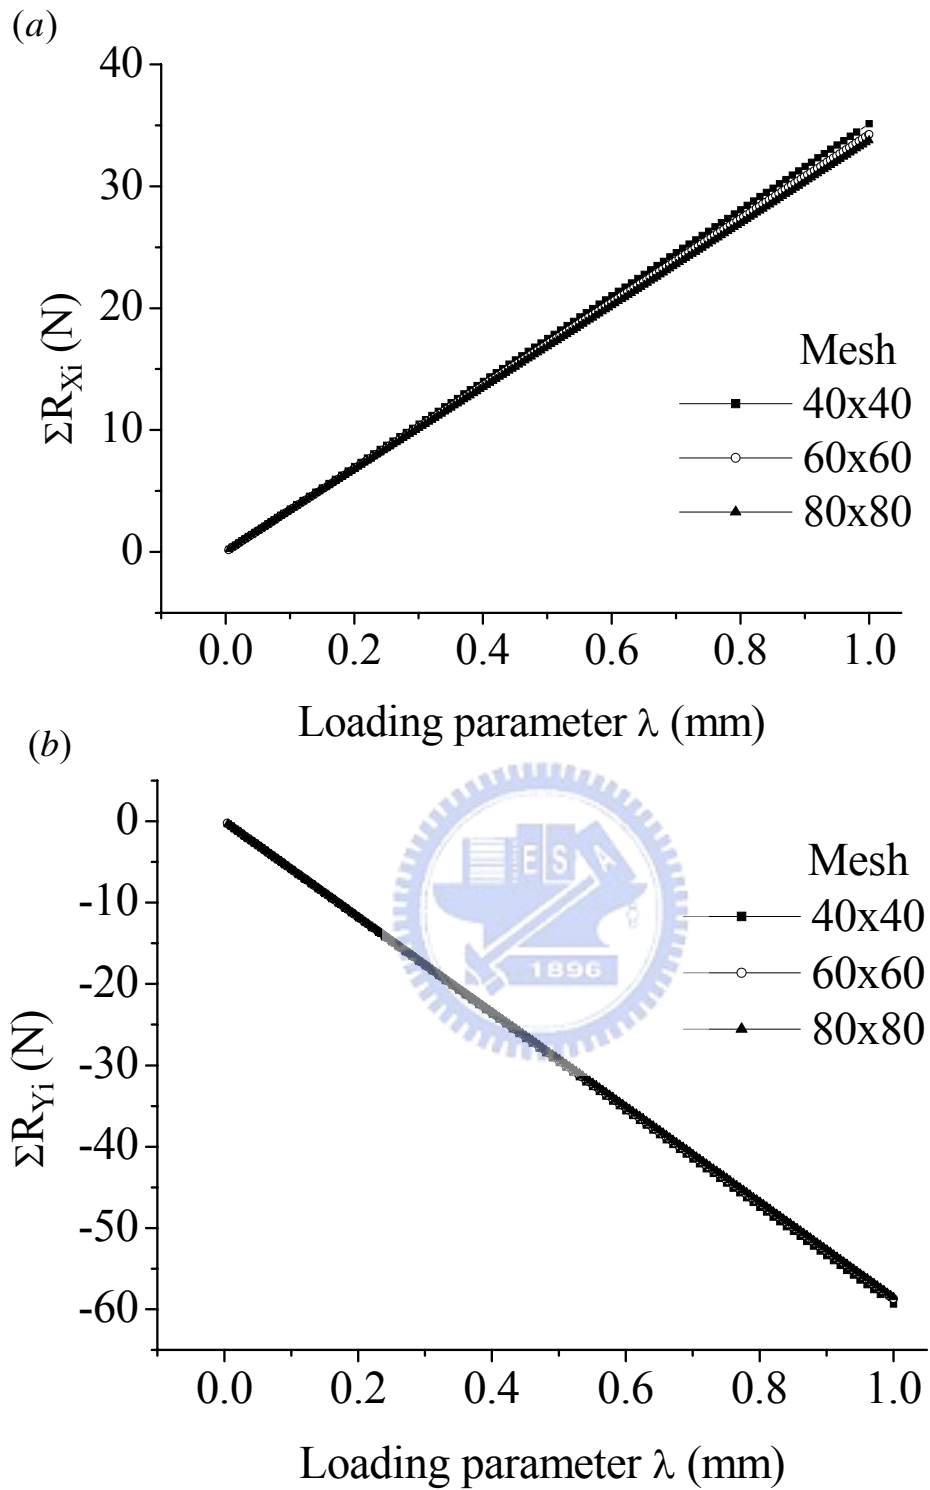 (a)
40
30
20
10
0
ΣR_Xi (N)
Mesh
40x40
60x60
80x80
0.0 0.2 0.4 0.6 0.8 1.0
Loading parameter λ (mm)
(b)
0
-10
-20
-30
-40
-50
-60
ΣR_Yi (N)
E S A
1896
Mesh
40x40
60x60
80x80
0.0 0.2 0.4 0.6 0.8 1.0
Loading parameter λ (mm)